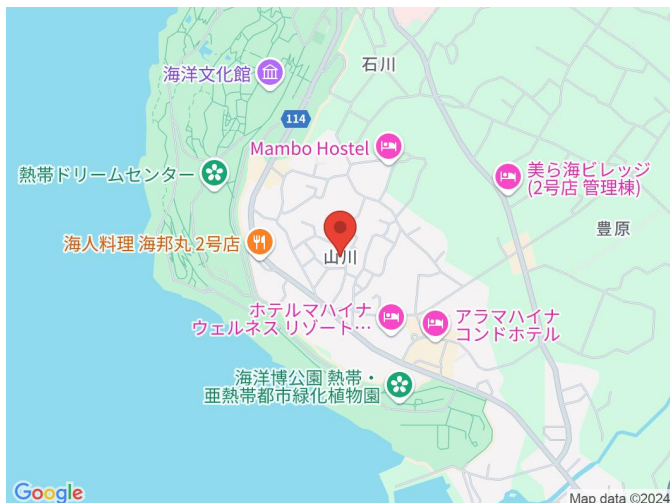 石川
海洋文化館
114
Mambo Hostel
熱帯ドリームセンター
美ら海ビレッジ
(2号店 管理棟)
豊原
海人料理 海邦丸 2号店
山川
ホテルマハイナ
ウェルネス リゾート…
アラマハイナ
コンドホテル
海洋博公園 熱帯・
亜熱帯都市緑化植物園
Google
Map data ©2024